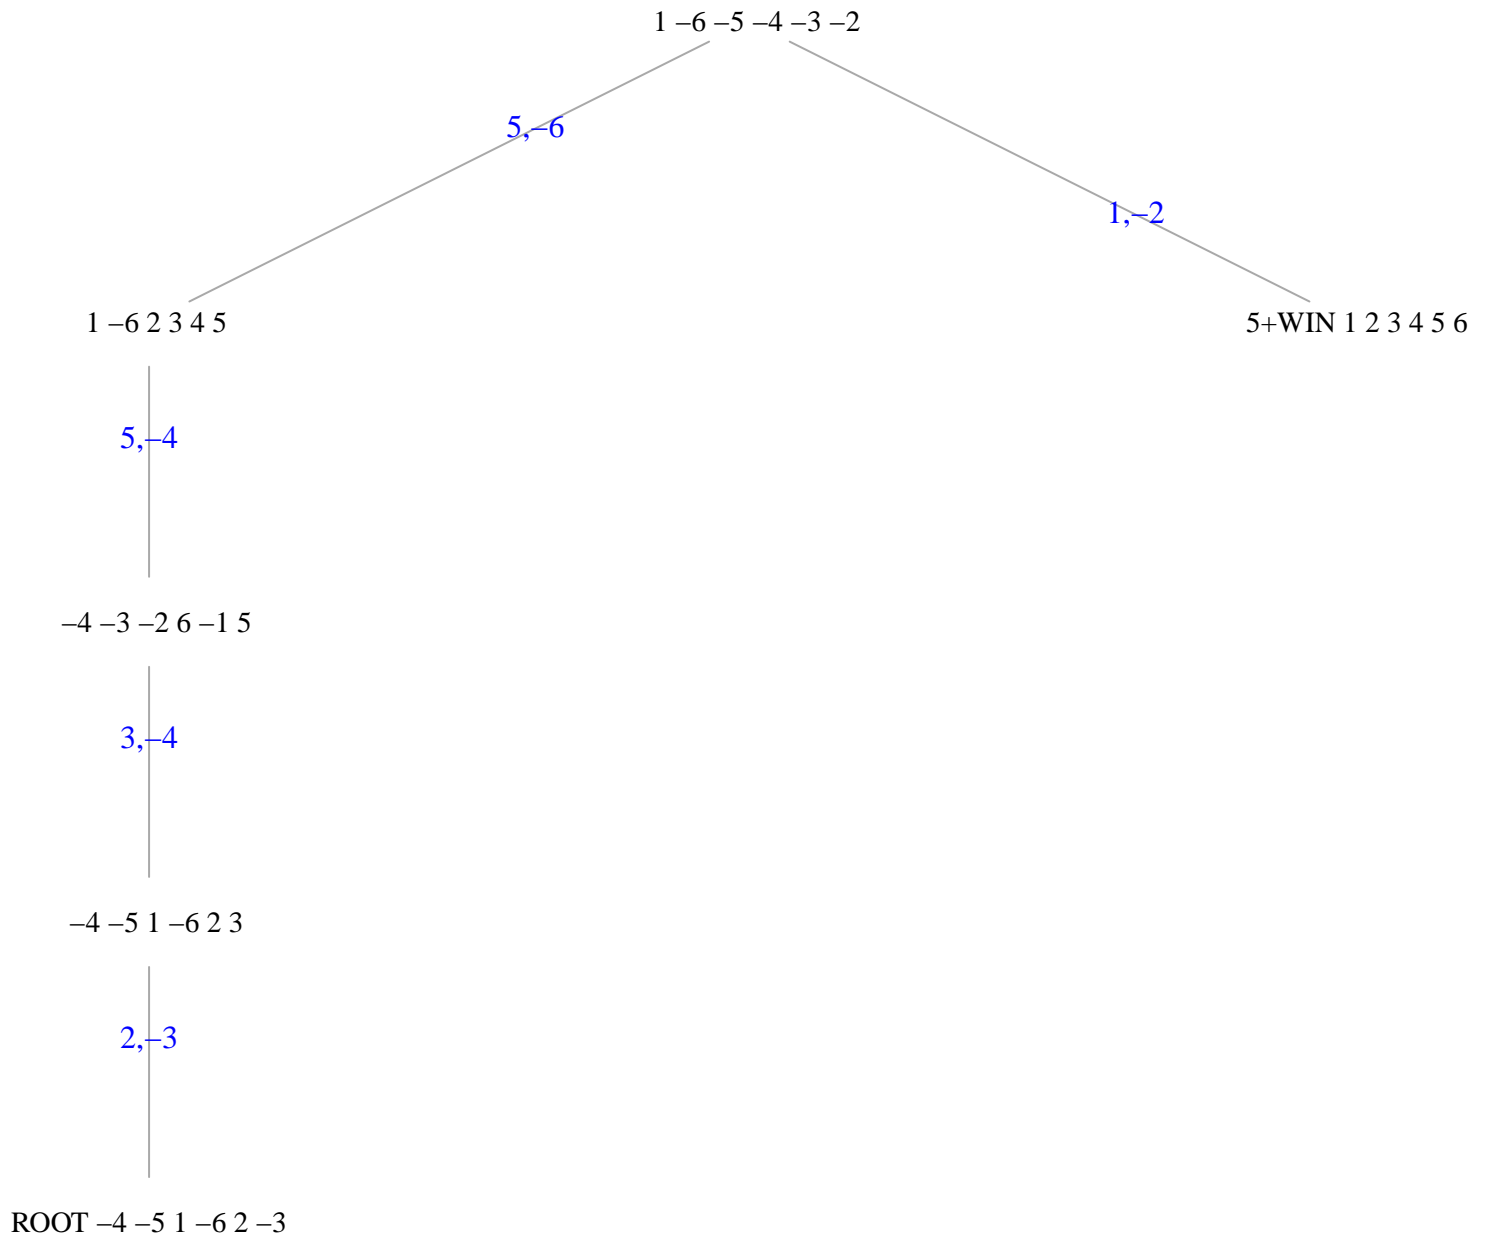 1 –6 –5 –4 –3 –2
5,–6
1,–2
1 –6 2 3 4 5
5+WIN 1 2 3 4 5 6
5,–4
–4 –3 –2 6 –1 5
3,–4
–4 –5 1 –6 2 3
2,–3
ROOT –4 –5 1 –6 2 –3